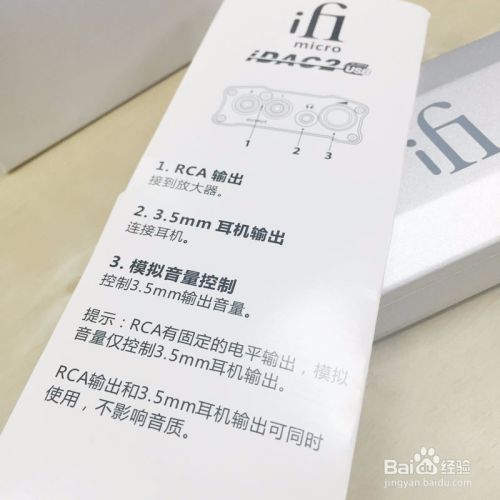 ifi
micro
iDAC2
USB
OUTPUT
1 2 3
1. RCA 输出
接到放大器。
2. 3.5mm 耳机输出
连接耳机。
3. 模拟音量控制
控制3.5mm输出音量。
提示：RCA有固定的电平输出，模拟
音量仅控制3.5mm耳机输出。
RCA输出和3.5mm耳机输出可同时
使用，不影响音质。
ifi
Baidu经验
jingyan.baidu.com